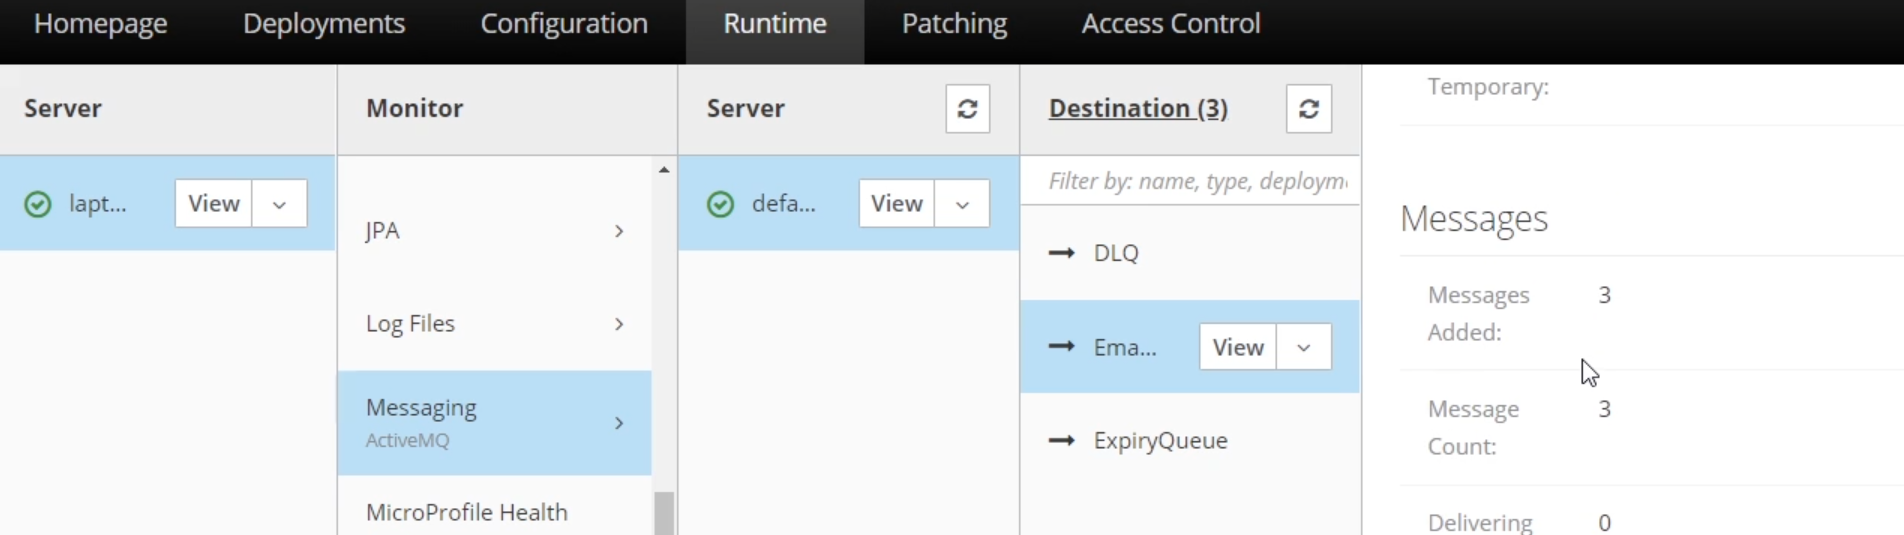 Homepage Deployments Configuration Runtime Patching Access Control
Server
lapt... View
Monitor
JPA
Log Files
Messaging
ActiveMQ
MicroProfile Health
Server
defa... View
Destination (3)
Filter by: name, type, deploym
DLQ
Ema... View
ExpiryQueue
Temporary:
Messages
Messages 3
Added:
Message 3
Count:
Delivering 0